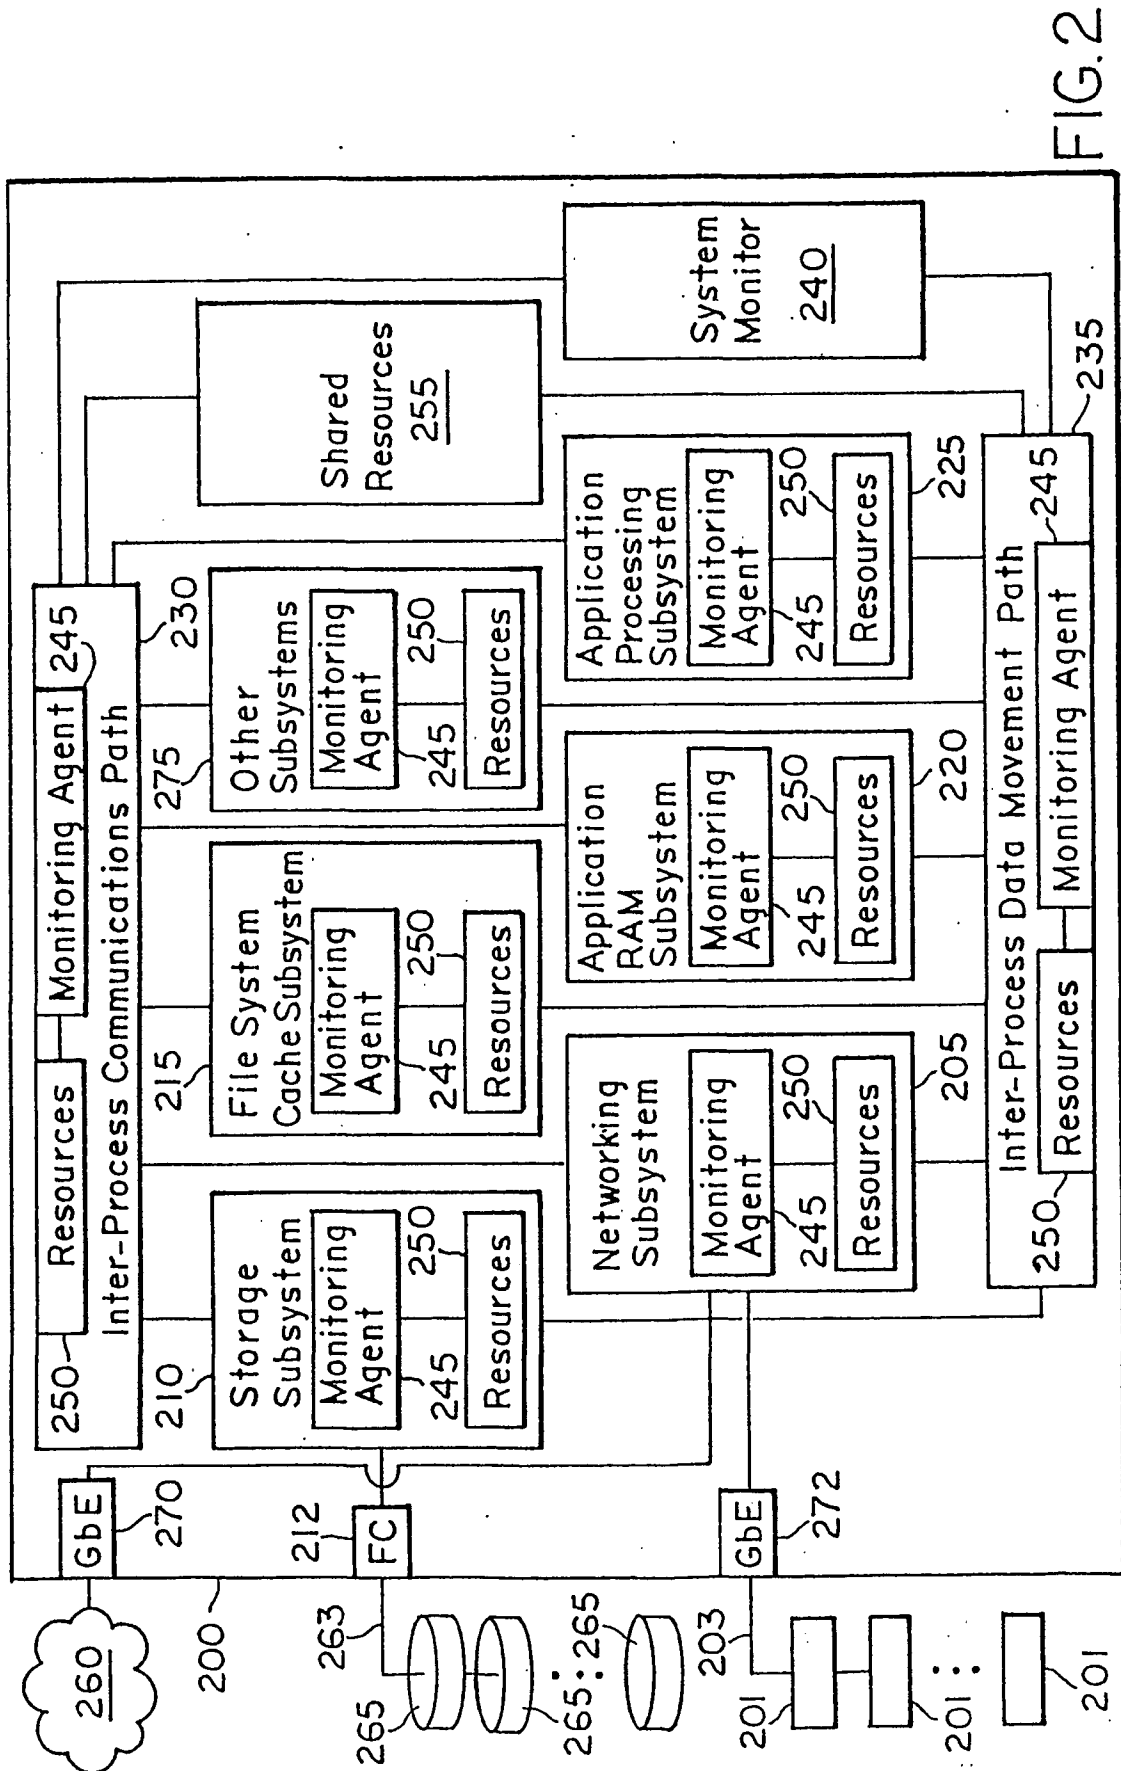 260
200
GbE
270
250
Resources
Monitoring Agent
245
Inter-Process Communications Path
230
212
FC
263
265
265
265
210
Storage
Subsystem
Monitoring
Agent
245
250
Resources
215
File System
Cache Subsystem
Monitoring
Agent
245
250
Resources
275
Other
Subsystems
Monitoring
Agent
245
250
Resources
Shared
Resources
255
GbE
272
203
201
201
201
Networking
Subsystem
Monitoring
Agent
245
250
Resources
205
Application
RAM
Subsystem
Monitoring
Agent
245
250
Resources
220
Application
Processing
Subsystem
Monitoring
Agent
245
250
Resources
225
System
Monitor
240
Inter-Process Data Movement Path
235
250
Resources
Monitoring Agent
245
FIG.2